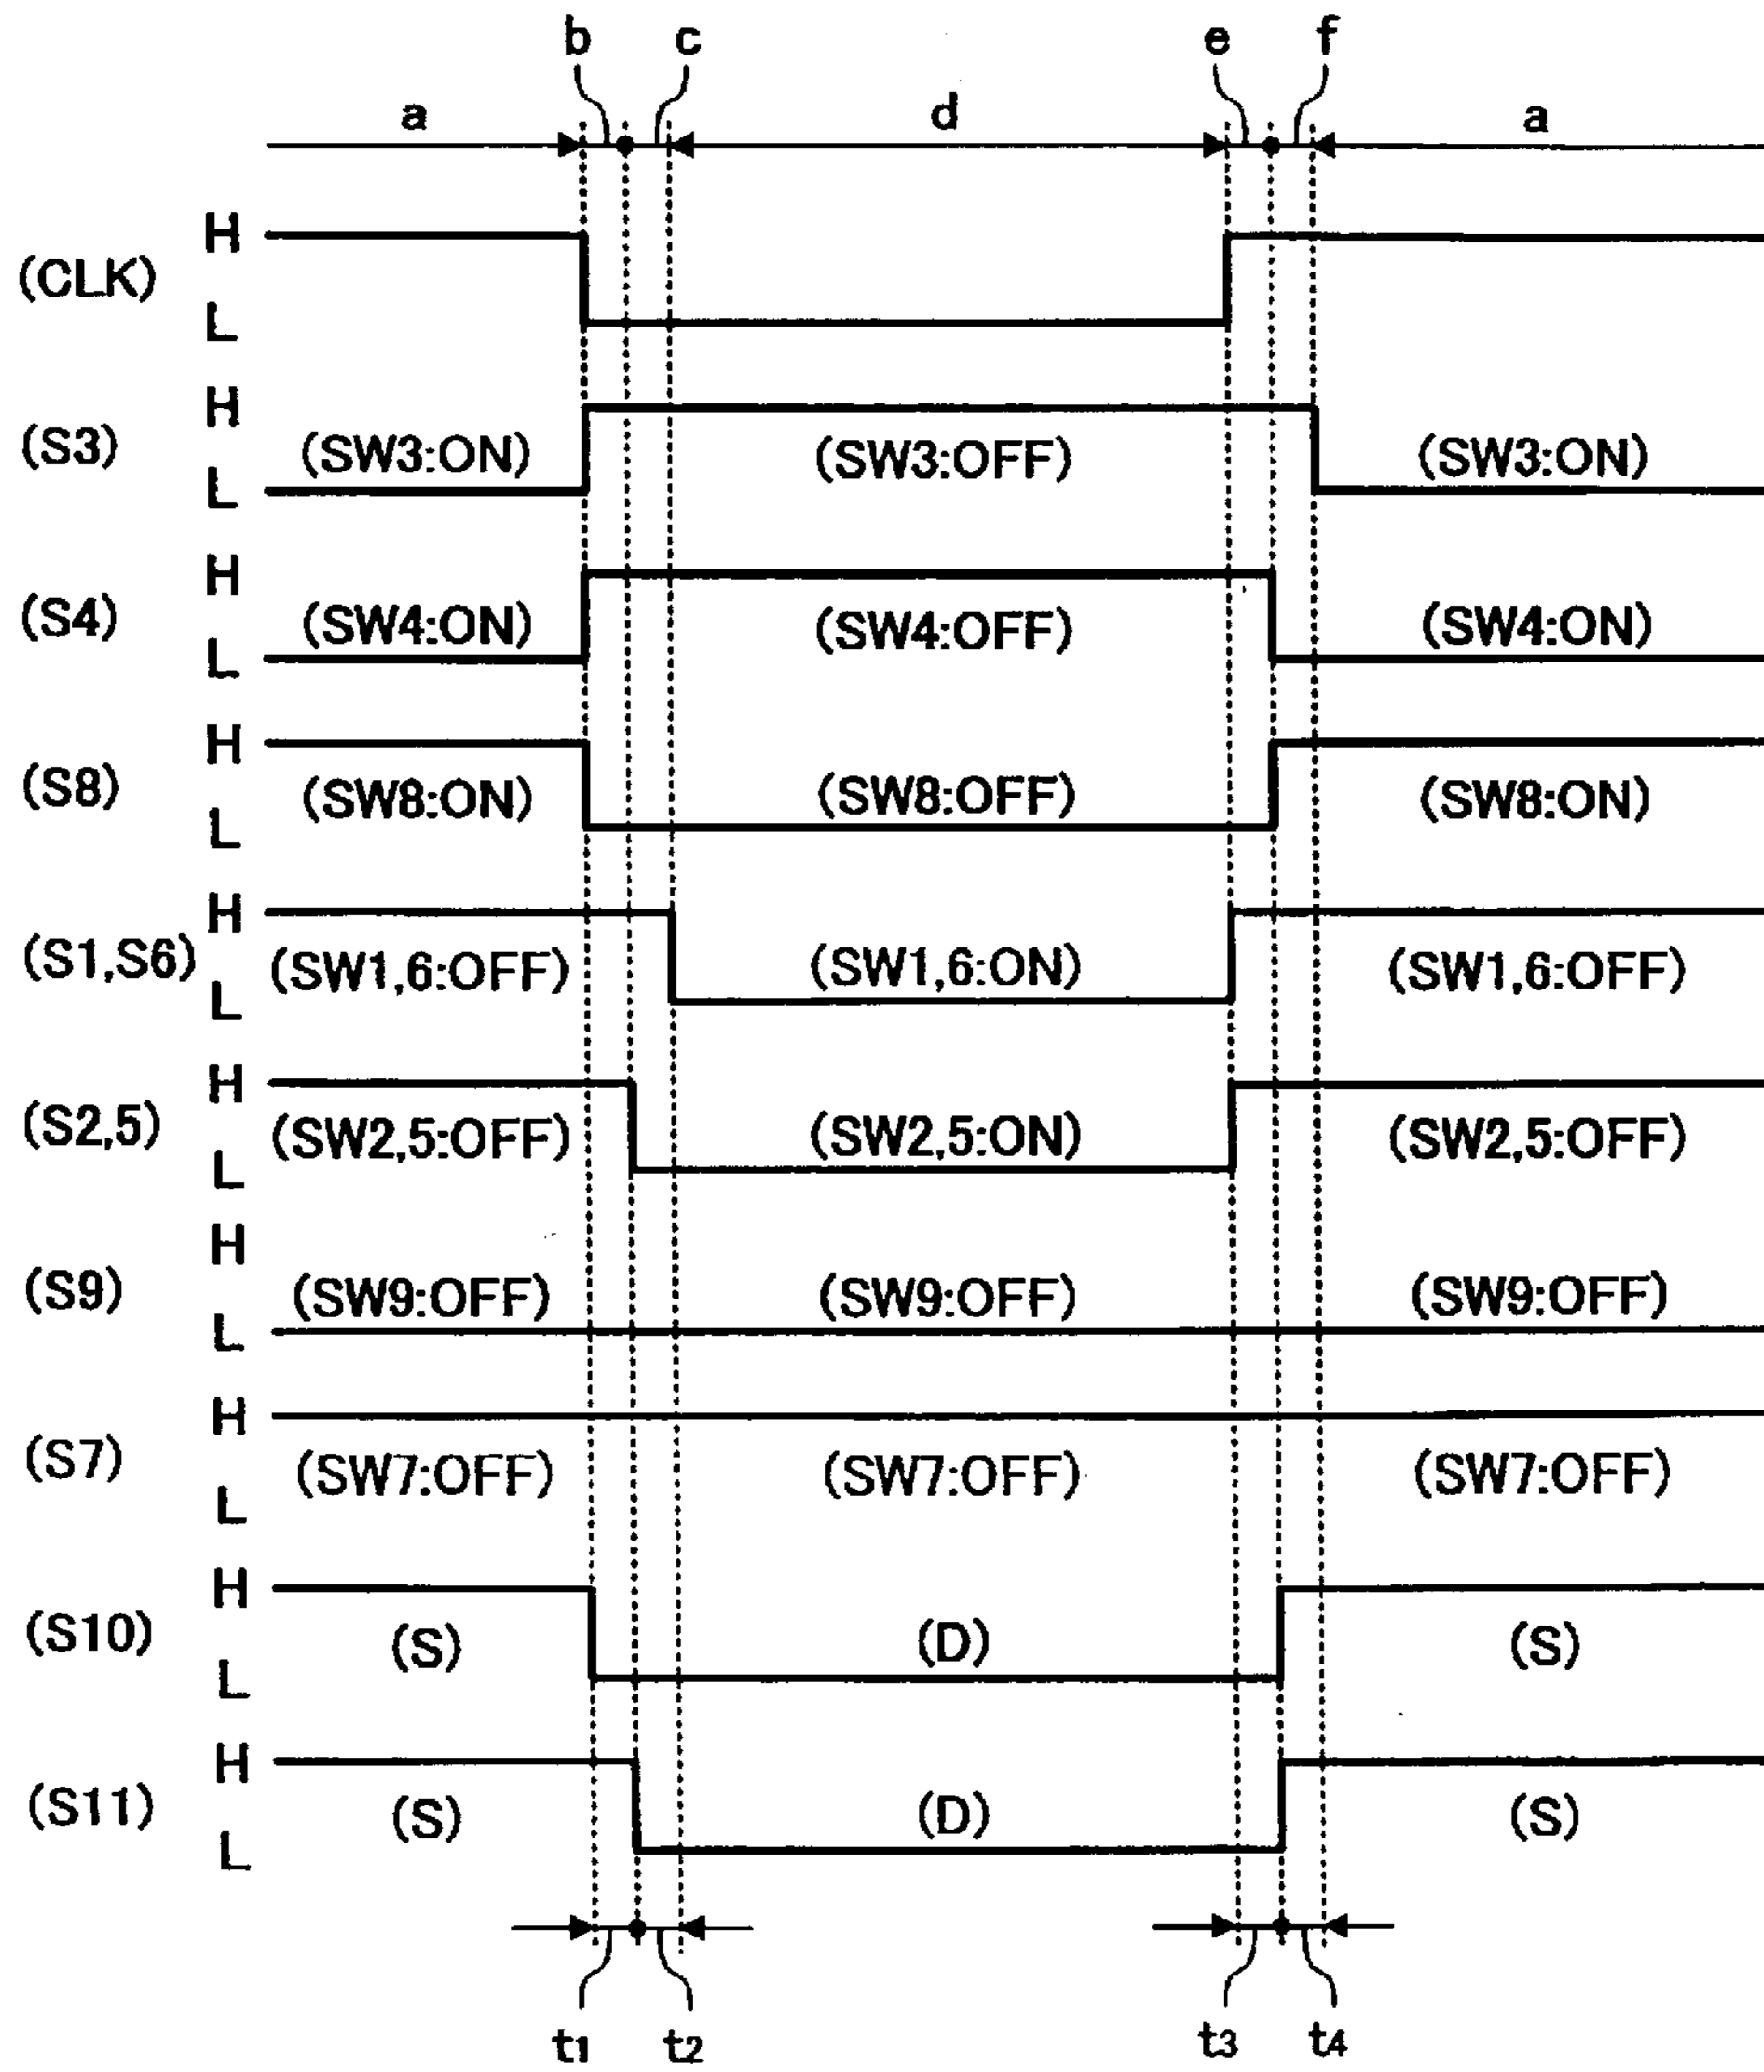 b c e f
a d a
H
(CLK)
L
H
(S3) (SW3:ON) (SW3:OFF) (SW3:ON)
L
H
(S4) (SW4:ON) (SW4:OFF) (SW4:ON)
L
H
(S8) (SW8:ON) (SW8:OFF) (SW8:ON)
L
H
(S1,S6) (SW1,6:OFF) (SW1,6:ON) (SW1,6:OFF)
L
H
(S2,5) (SW2,5:OFF) (SW2,5:ON) (SW2,5:OFF)
L
H
(S9) (SW9:OFF) (SW9:OFF) (SW9:OFF)
L
H
(S7) (SW7:OFF) (SW7:OFF) (SW7:OFF)
L
H
(S10) (S) (D) (S)
L
H
(S11) (S) (D) (S)
L
t1 t2 t3 t4